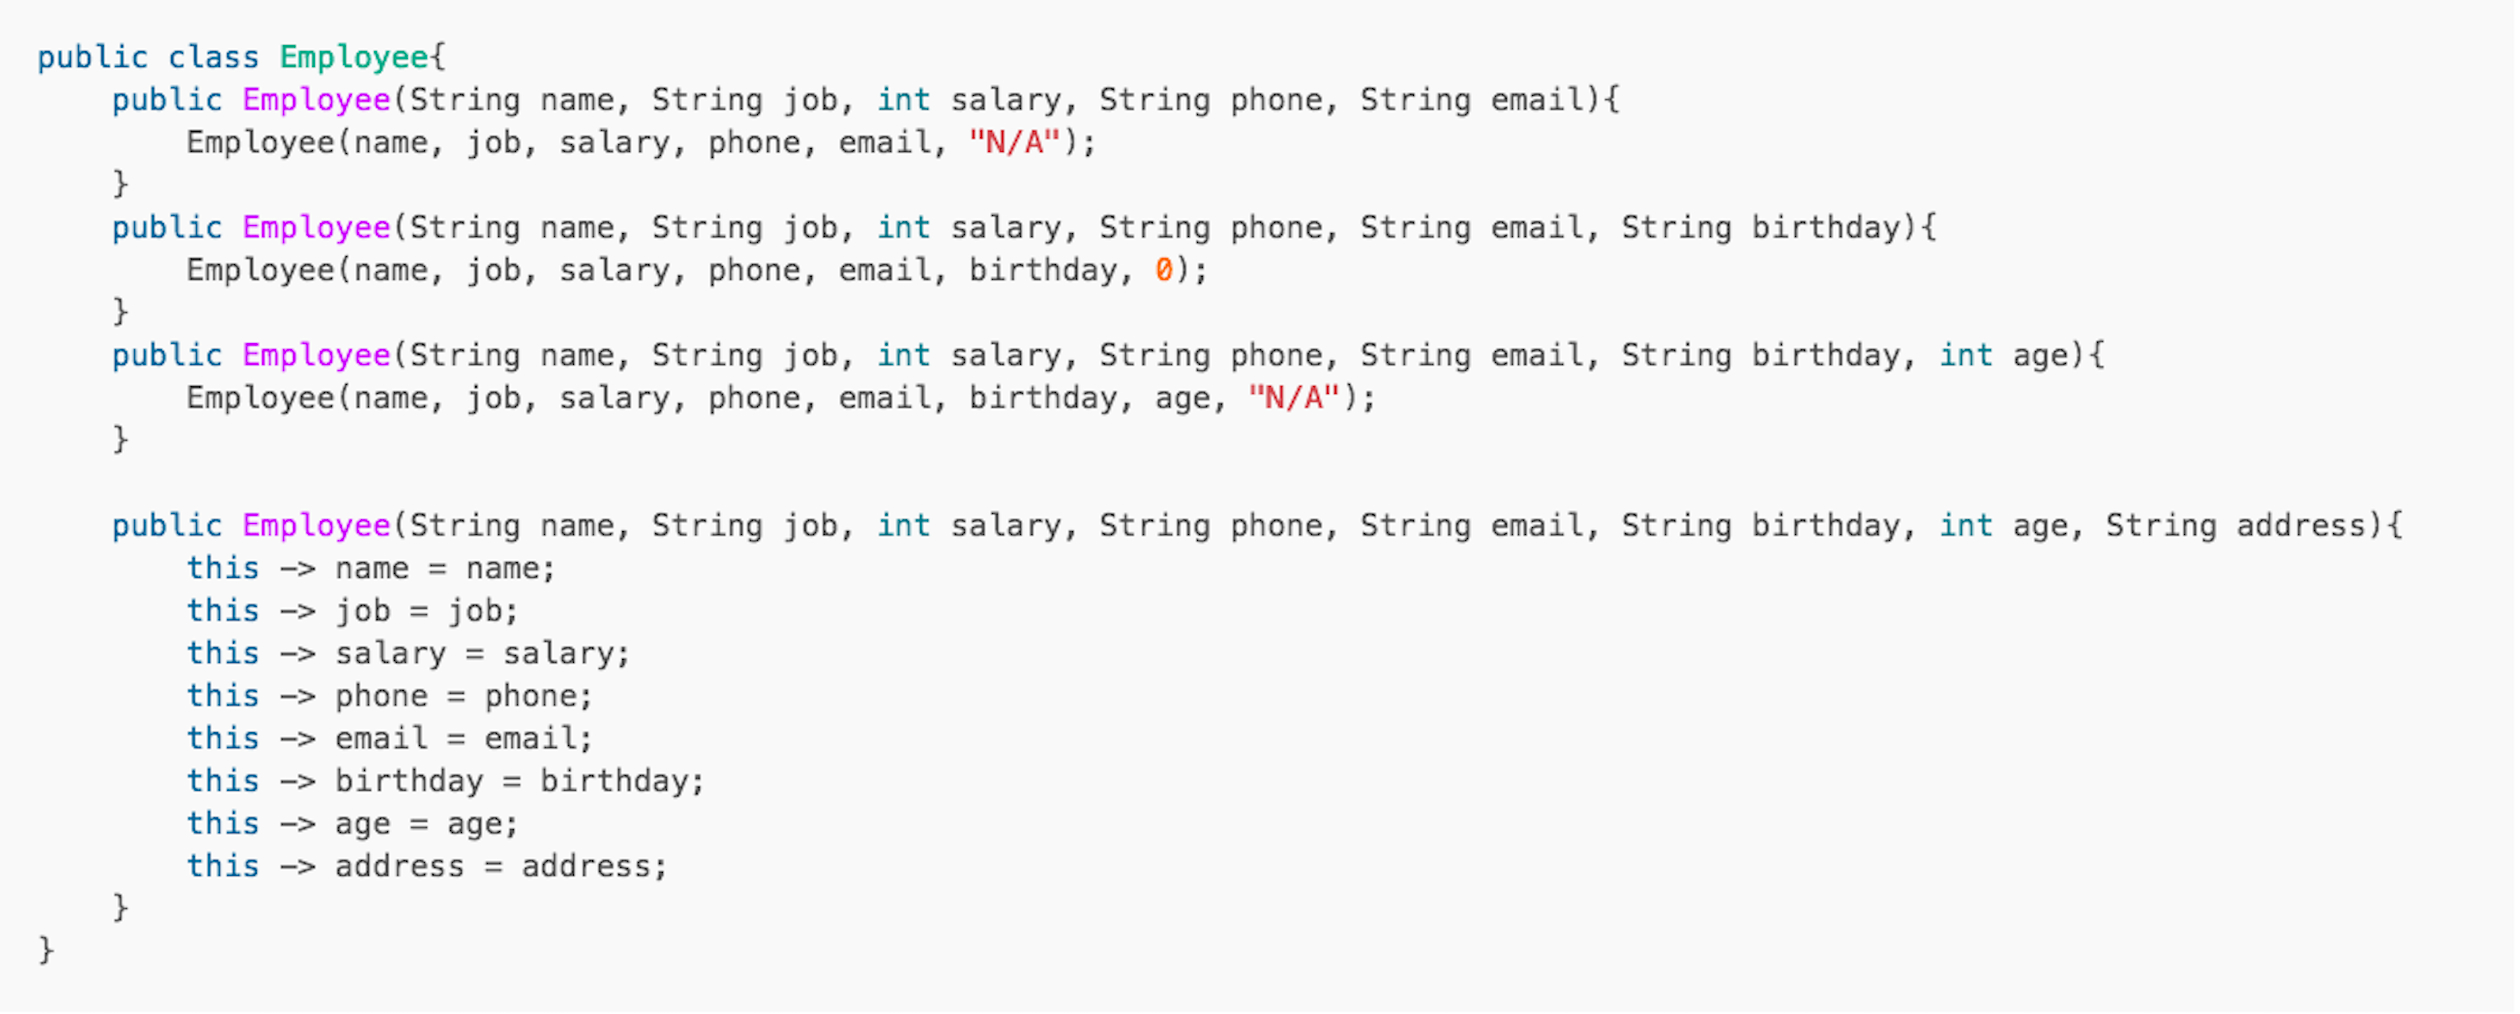 public class Employee{
    public Employee(String name, String job, int salary, String phone, String email){
        Employee(name, job, salary, phone, email, "N/A");
    }
    public Employee(String name, String job, int salary, String phone, String email, String birthday){
        Employee(name, job, salary, phone, email, birthday, 0);
    }
    public Employee(String name, String job, int salary, String phone, String email, String birthday, int age){
        Employee(name, job, salary, phone, email, birthday, age, "N/A");
    }

    public Employee(String name, String job, int salary, String phone, String email, String birthday, int age, String address){
        this -> name = name;
        this -> job = job;
        this -> salary = salary;
        this -> phone = phone;
        this -> email = email;
        this -> birthday = birthday;
        this -> age = age;
        this -> address = address;
    }
}